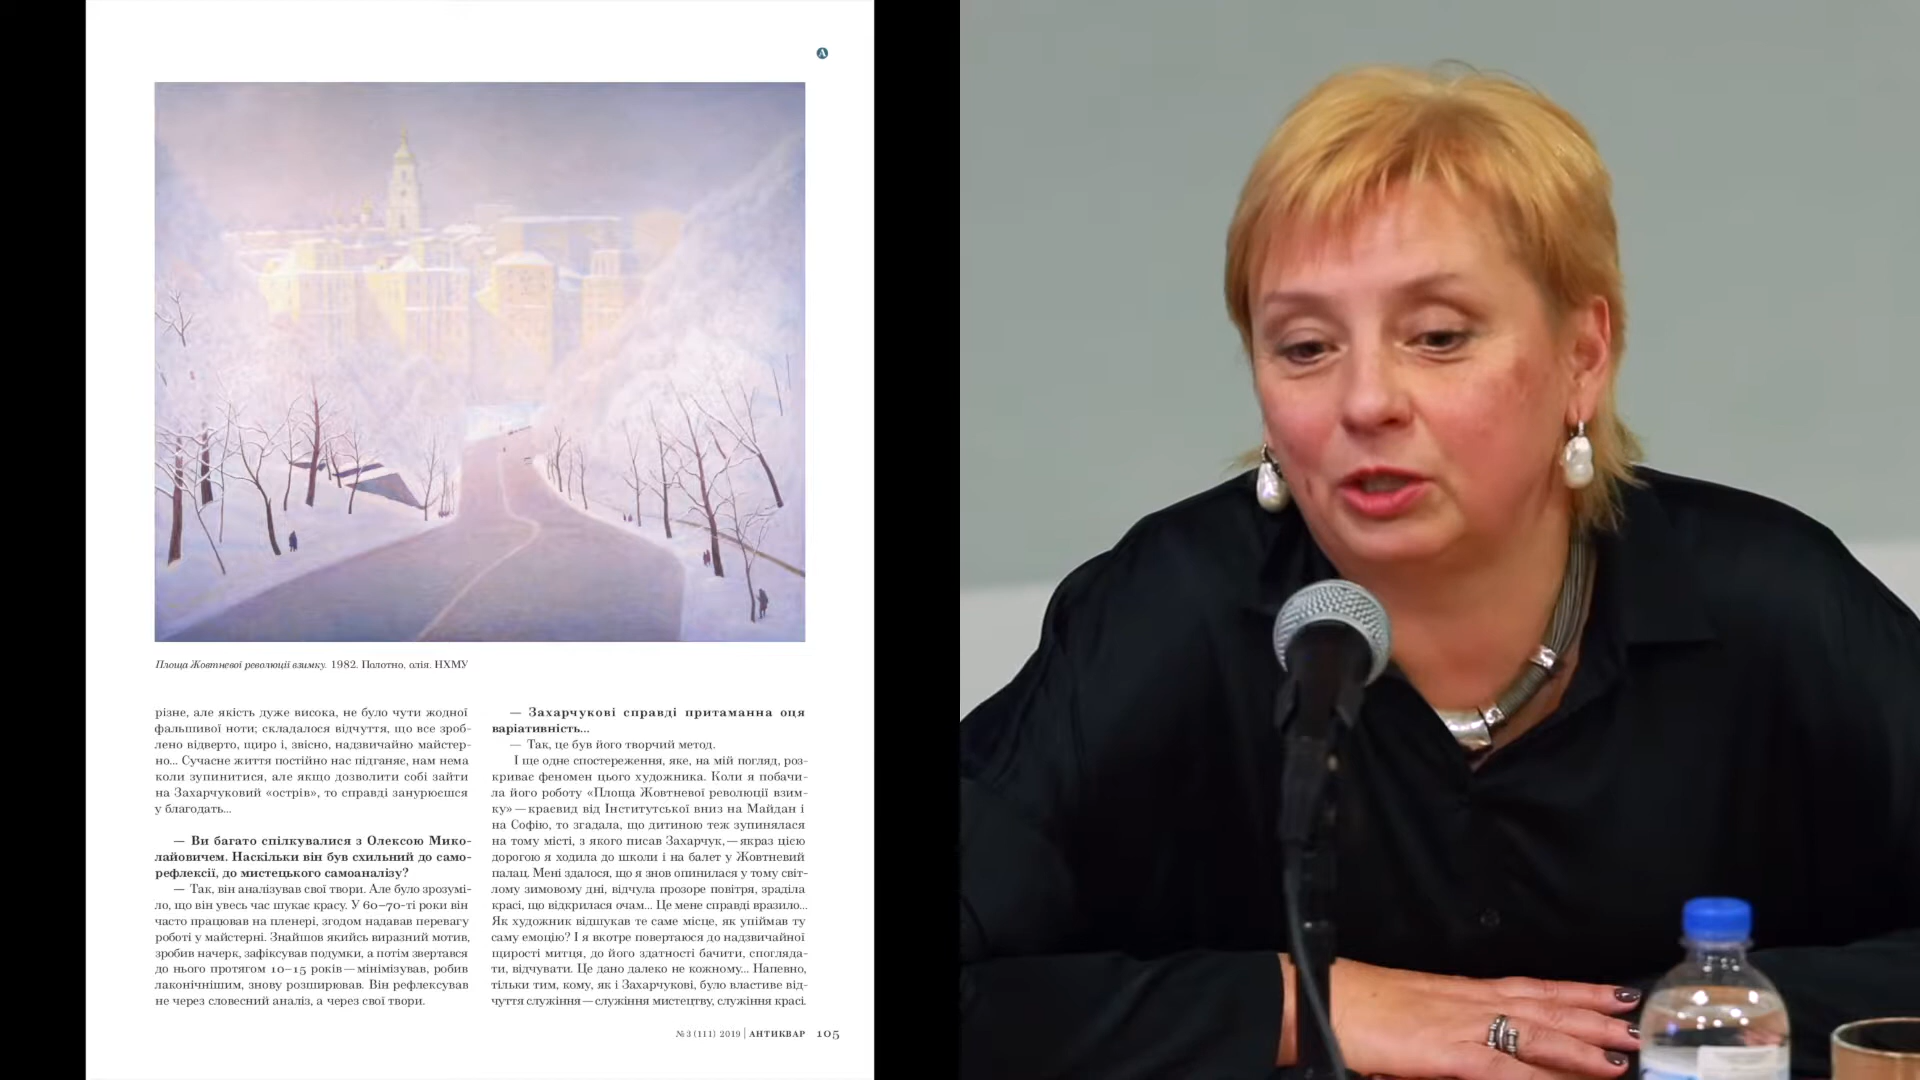 A
Площа Жовтневої революції взимку. 1982. Полотно, олія. НХМУ
різне, але якість дуже висока, не було чути жодної
фальшивої ноти; складалося відчуття, що все зроб-
лено відверто, щиро і, звісно, надзвичайно майстер-
но... Сучасне життя постійно нас підганяє, нам нема
коли зупинитися, але якщо дозволити собі зайти
на Захарчуковий «острів», то справді занурюєшся
у благодать...
— Ви багато спілкувалися з Олексою Мико-
лайовичем. Наскільки він був схильний до само-
рефлексії, до мистецького самоаналізу?
— Так, він аналізував свої твори. Але було зрозумі-
ло, що він увесь час шукає красу. У 60–70-ті роки він
часто працював на пленері, згодом надавав перевагу
роботі у майстерні. Знайшов якийсь виразний мотив,
зробив начерк, зафіксував подумки, а потім звертався
до нього протягом 10–15 років — мінімізував, робив
лаконічнішим, знову розширював. Він рефлексував
не через словесний аналіз, а через свої твори.
— Захарчукові справді притаманна оця
варіативність...
— Так, це був його творчий метод.
І ще одне спостереження, яке, на мій погляд, роз-
криває феномен цього художника. Коли я побачи-
ла його роботу «Площа Жовтневої революції взим-
ку» — краєвид від Інститутської вниз на Майдан і
на Софію, то згадала, що дитиною теж зупинялася
на тому місті, з якого писав Захарчук, — якраз цією
дорогою я ходила до школи і на балет у Жовтневий
палац. Мені здалося, що я знов опинилася у тому світ-
лому зимовому дні, відчула прозоре повітря, зраділа
красі, що відкрилася очам... Це мене справді вразило...
Як художник відшукав те саме місце, як упіймав ту
саму емоцію? І я вкотре повертаюся до надзвичайної
щирості митця, до його здатності бачити, спогляда-
ти, відчувати. Це дано далеко не кожному... Напевно,
тільки тим, кому, як і Захарчукові, було властиве від-
чуття служіння — служіння мистецтву, служіння красі.
№ 3 (111) 2019 | АНТИКВАР 105